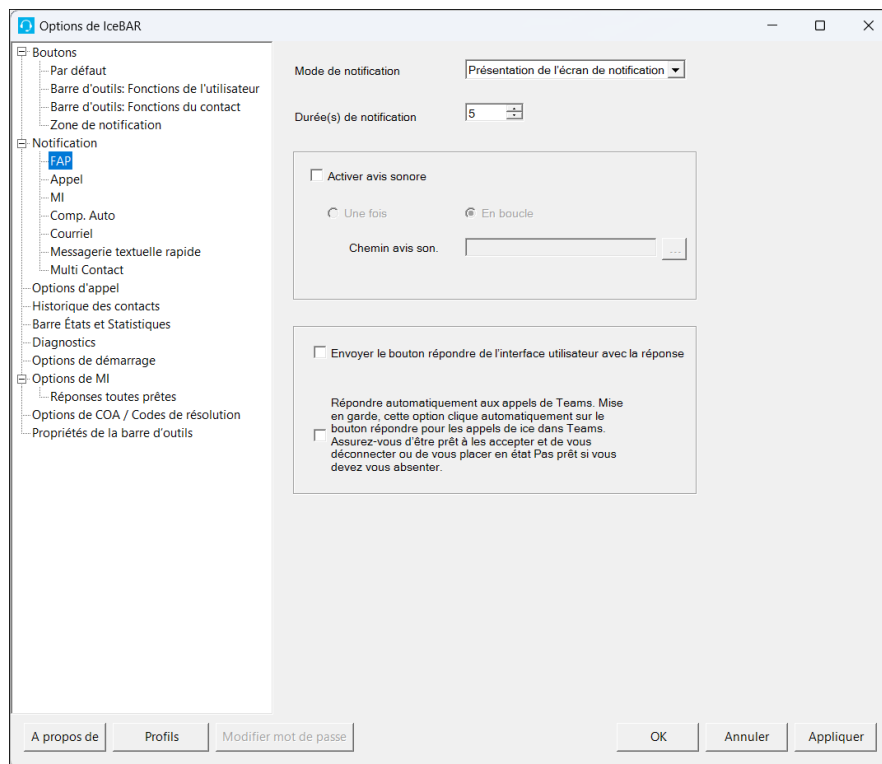 Options de IceBAR
Boutons
Par défaut
Barre d'outils: Fonctions de l'utilisateur
Barre d'outils: Fonctions du contact
Zone de notification
Notification
FAP
Appel
MI
Comp. Auto
Courriel
Messagerie textuelle rapide
Multi Contact
Options d'appel
Historique des contacts
Barre États et Statistiques
Diagnostics
Options de démarrage
Options de MI
Réponses toutes prêtes
Options de COA / Codes de résolution
Propriétés de la barre d'outils
Mode de notification
Présentation de l'écran de notification
Durée(s) de notification
5
Activer avis sonore
Une fois
En boucle
Chemin avis son.
...
Envoyer le bouton répondre de l'interface utilisateur avec la réponse
Répondre automatiquement aux appels de Teams. Mise
en garde, cette option clique automatiquement sur le
bouton répondre pour les appels de ice dans Teams.
Assurez-vous d'être prêt à les accepter et de vous
déconnecter ou de vous placer en état Pas prêt si vous
devez vous absenter.
A propos de
Profils
Modifier mot de passe
OK
Annuler
Appliquer